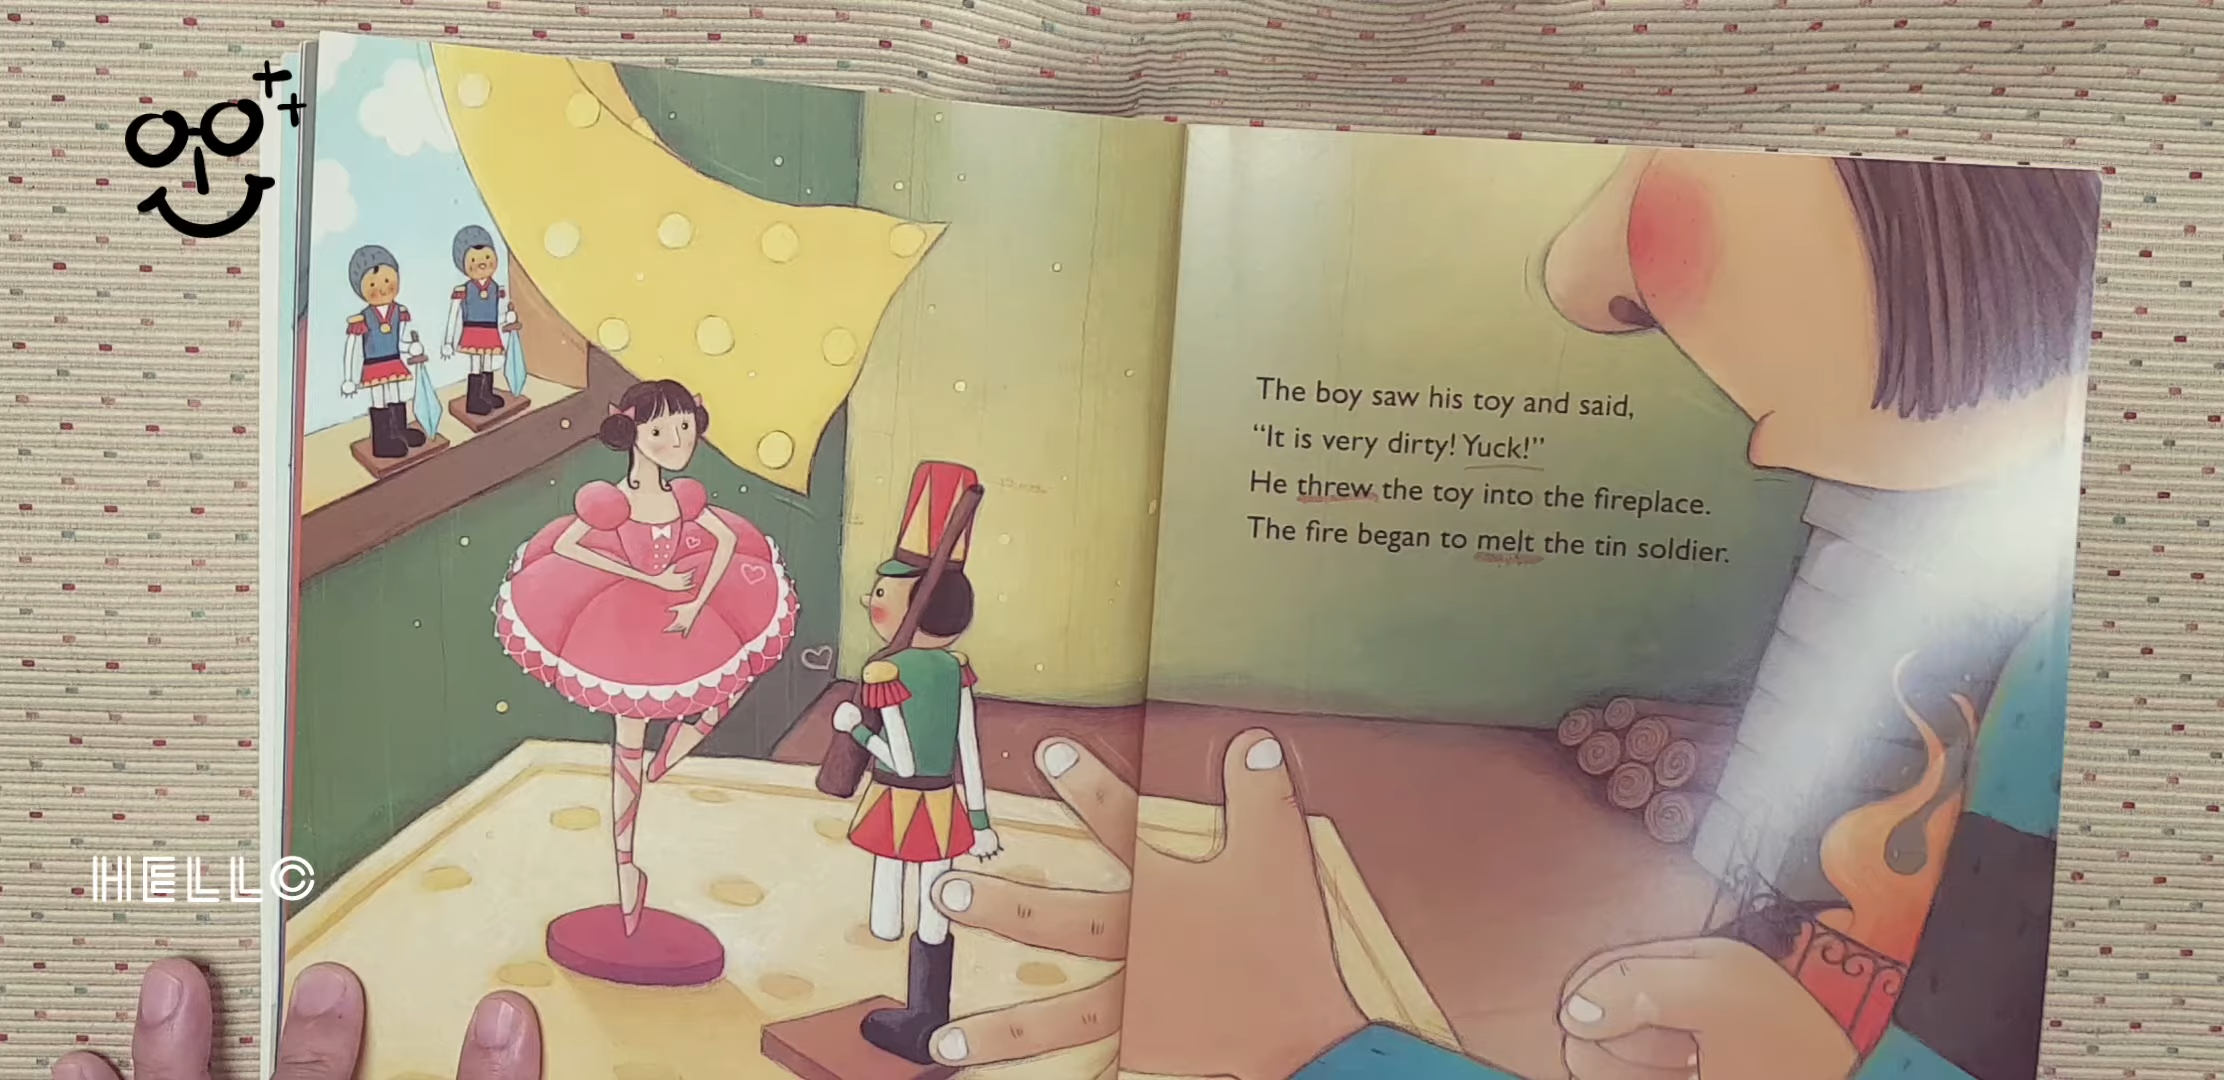 The boy saw his toy and said,
“It is very dirty! Yuck!”
He threw the toy into the fireplace.
The fire began to melt the tin soldier.
HELLO